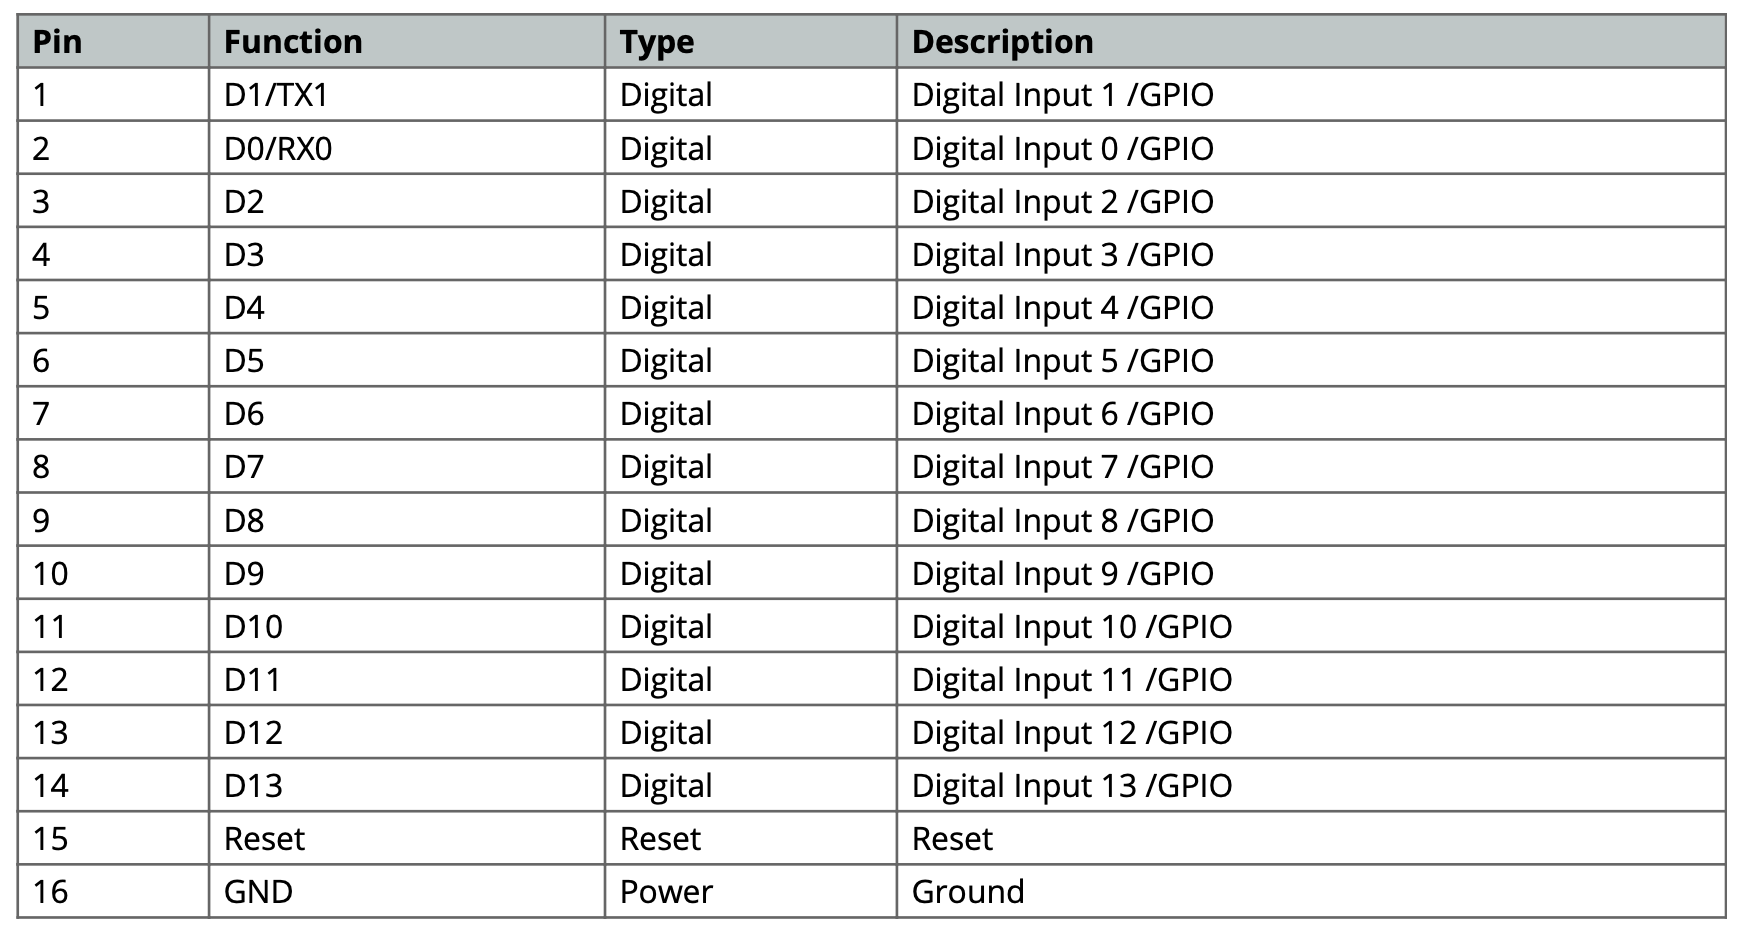 Pin Function Type Description
1 D1/TX1 Digital Digital Input 1 /GPIO
2 D0/RX0 Digital Digital Input 0 /GPIO
3 D2 Digital Digital Input 2 /GPIO
4 D3 Digital Digital Input 3 /GPIO
5 D4 Digital Digital Input 4 /GPIO
6 D5 Digital Digital Input 5 /GPIO
7 D6 Digital Digital Input 6 /GPIO
8 D7 Digital Digital Input 7 /GPIO
9 D8 Digital Digital Input 8 /GPIO
10 D9 Digital Digital Input 9 /GPIO
11 D10 Digital Digital Input 10 /GPIO
12 D11 Digital Digital Input 11 /GPIO
13 D12 Digital Digital Input 12 /GPIO
14 D13 Digital Digital Input 13 /GPIO
15 Reset Reset Reset
16 GND Power Ground